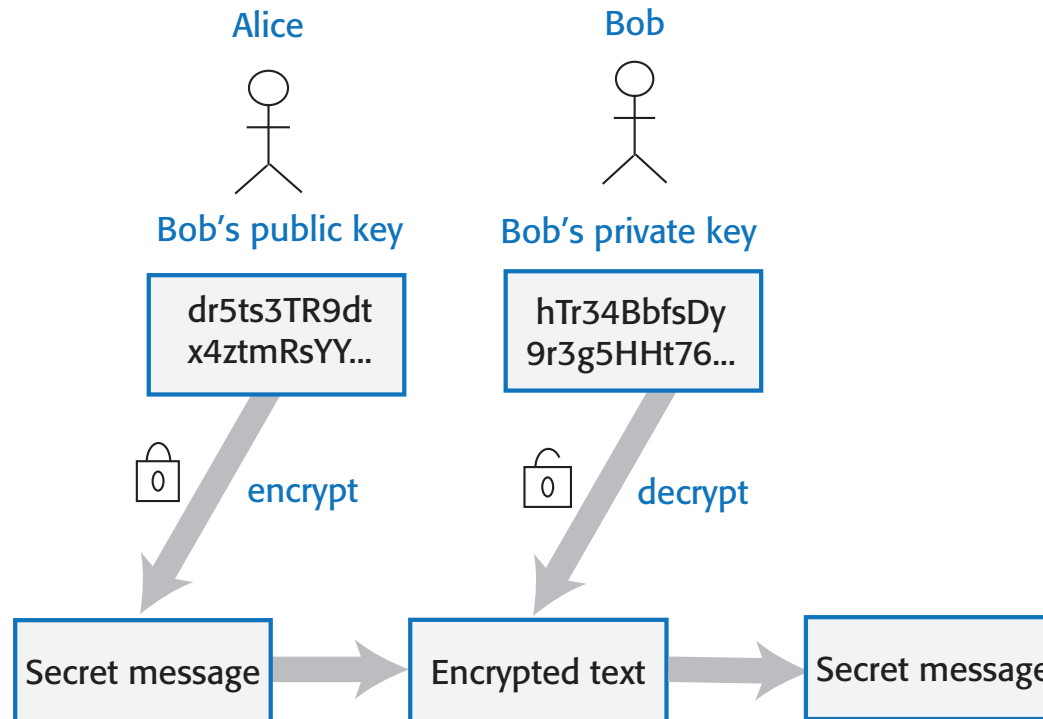 Alice
Bob
Bob's public key
Bob's private key
dr5ts3TR9dt
x4ztmRsYY...
hTr34BbfsDy
9r3g5HHt76...
encrypt
decrypt
Secret message
Encrypted text
Secret message